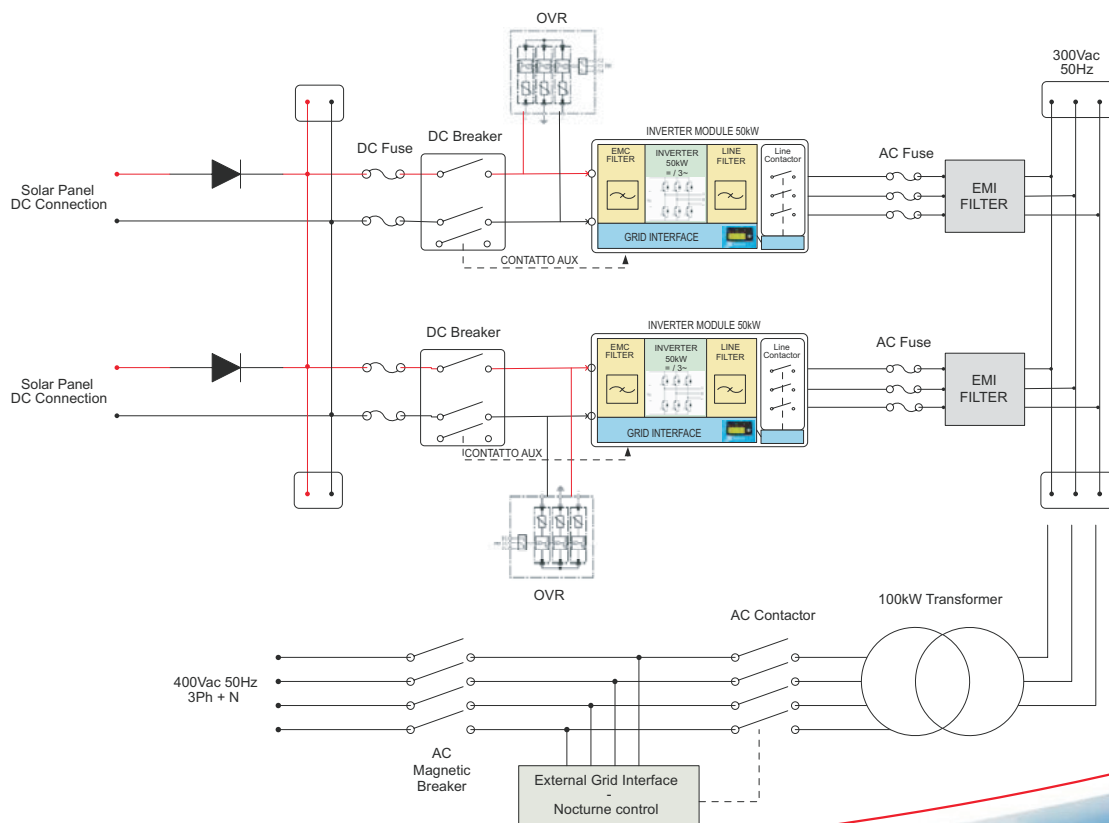 OVR
300Vac
50Hz
INVERTER MODULE 50kW
DC Breaker
DC Fuse
EMC
FILTER
INVERTER
50kW
= / 3~
LINE
FILTER
Line
Contactor
AC Fuse
EMI
FILTER
Solar Panel
DC Connection
GRID INTERFACE
CONTATTO AUX
INVERTER MODULE 50kW
DC Breaker
EMC
FILTER
INVERTER
50kW
= / 3~
LINE
FILTER
Line
Contactor
AC Fuse
EMI
FILTER
Solar Panel
DC Connection
GRID INTERFACE
CONTATTO AUX
OVR
100kW Transformer
AC Contactor
400Vac 50Hz
3Ph + N
AC
Magnetic
Breaker
External Grid Interface
-
Nocturne control